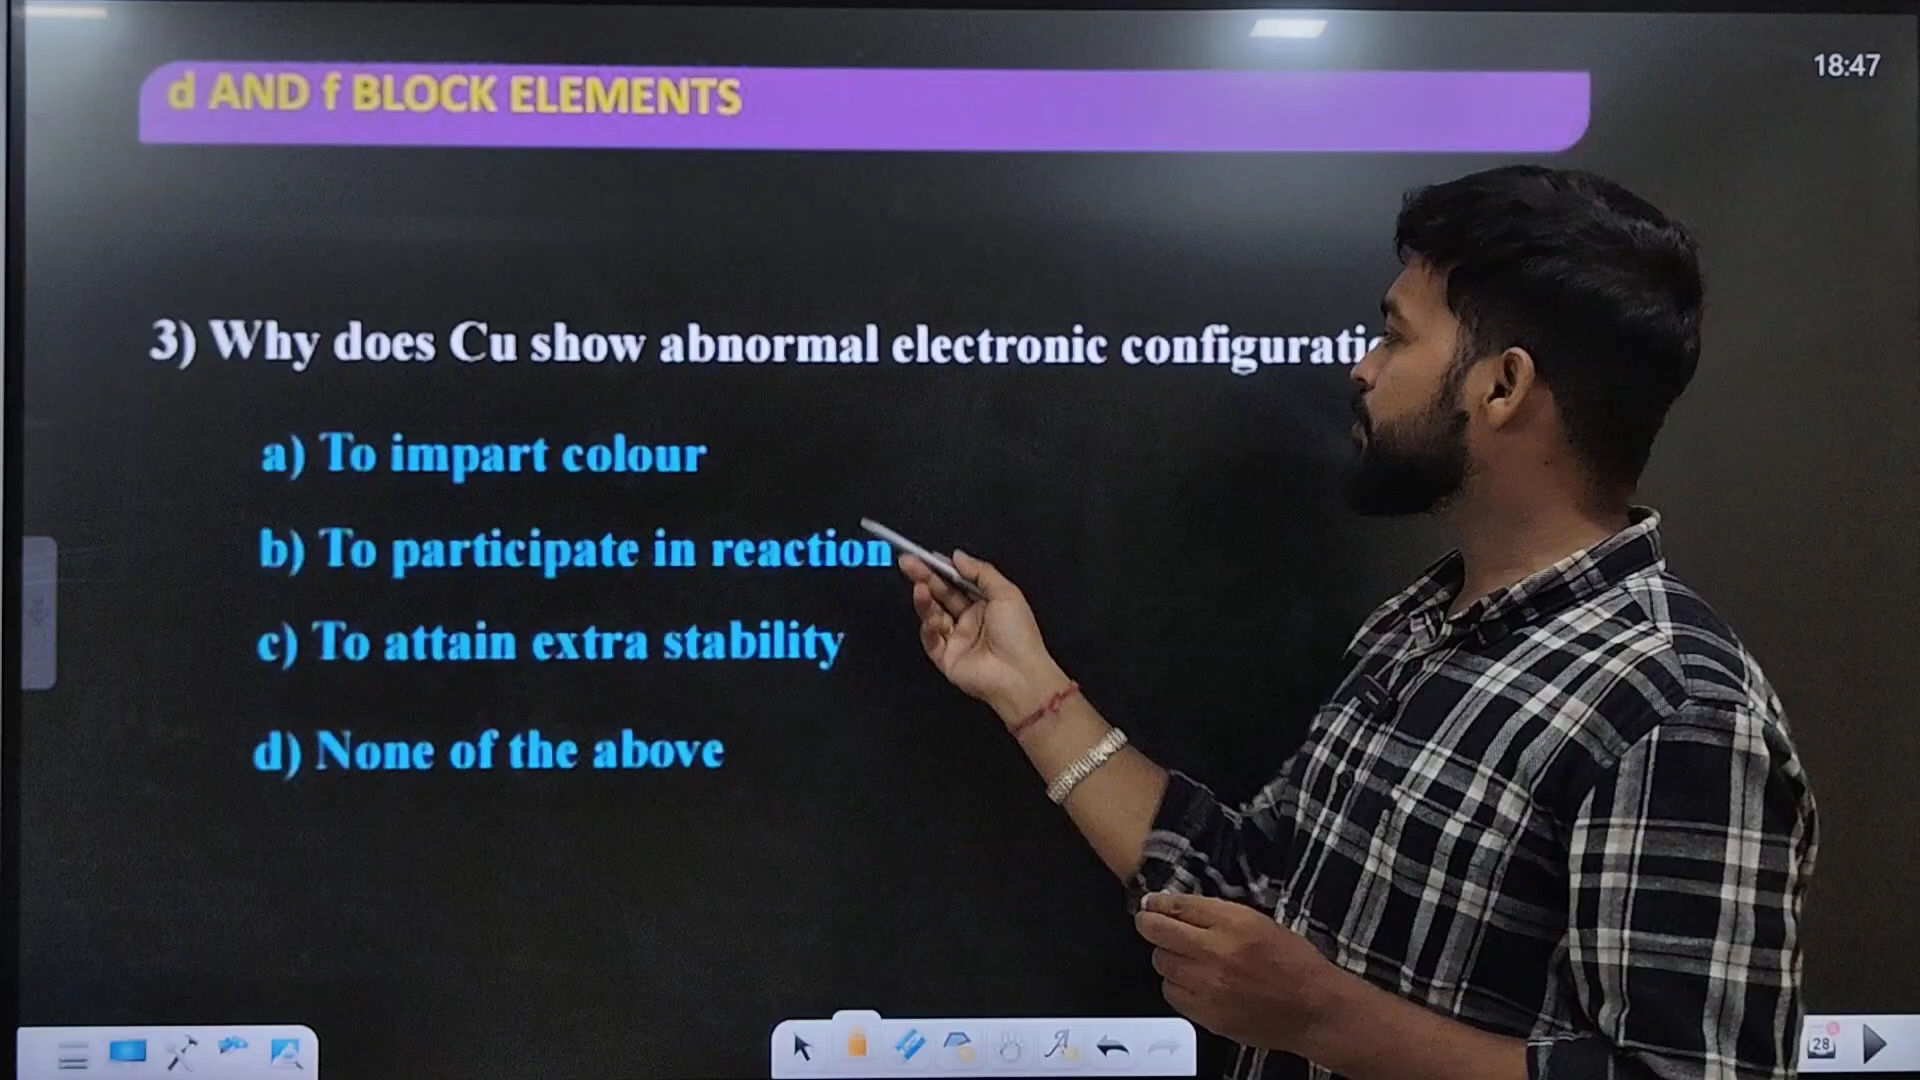 d AND f BLOCK ELEMENTS
18:47
3) Why does Cu show abnormal electronic
a) To impart colour
b) To participate in reaction
c) To attain extra stability
d) None of the above
28